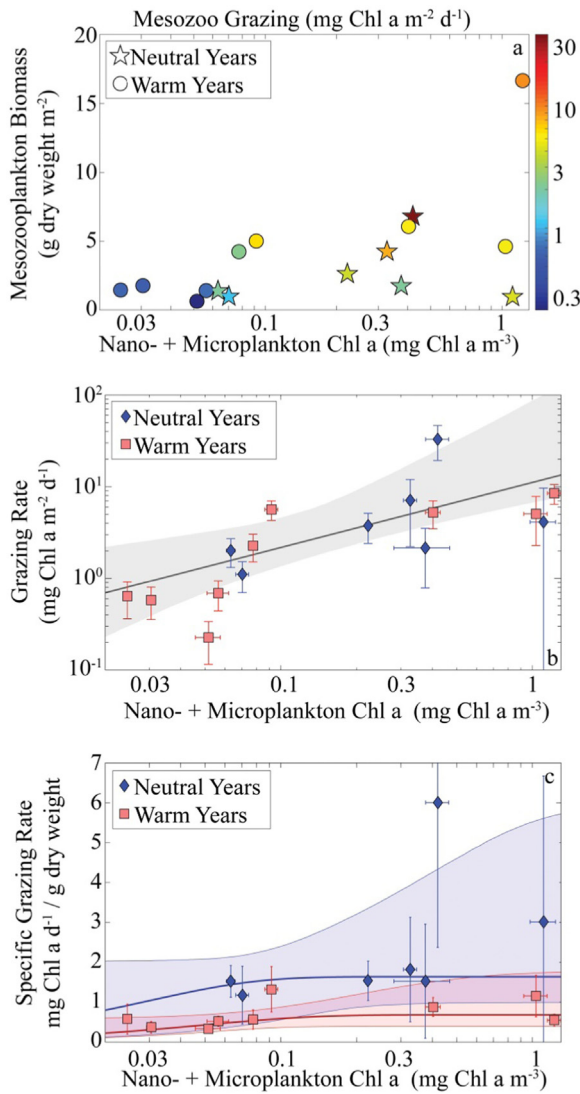 Mesozoo Grazing (mg Chl a m⁻² d⁻¹)
a
Neutral Years
Warm Years
20
15
10
5
0
Mesozooplankton Biomass
(g dry weight m⁻²)
0.03
0.1
0.3
1
Nano- + Microplankton Chl a (mg Chl a m⁻³)
30
10
3
1
0.3
Neutral Years
Warm Years
10²
10¹
10⁰
10⁻¹
Grazing Rate
(mg Chl a m⁻² d⁻¹)
b
0.03
0.1
0.3
1
Nano- + Microplankton Chl a (mg Chl a m⁻³)
c
Neutral Years
Warm Years
7
6
5
4
3
2
1
0
Specific Grazing Rate
mg Chl a d⁻¹ / g dry weight
0.03
0.1
0.3
1
Nano- + Microplankton Chl a (mg Chl a m⁻³)